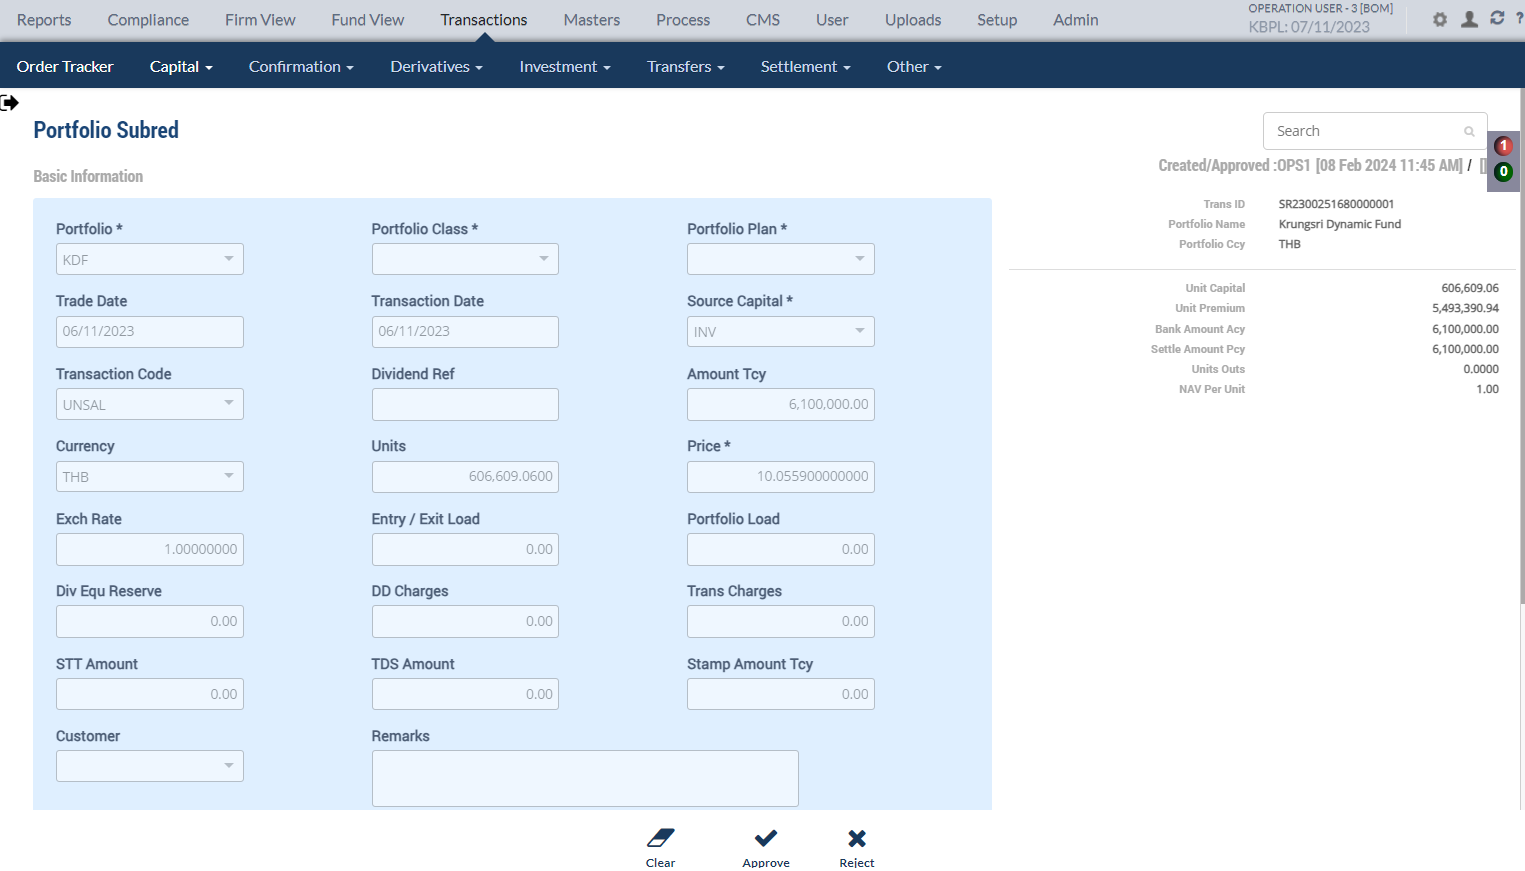 Reports Compliance Firm View Fund View Transactions Masters Process CMS User Uploads Setup Admin
OPERATION USER - 3 [BOM]
KBPL: 07/11/2023
?
Order Tracker Capital Confirmation Derivatives Investment Transfers Settlement Other
Portfolio Subred
Search
1
0
Created/Approved :OPS1 [08 Feb 2024 11:45 AM] / [
Basic Information
Trans ID SR2300251680000001
Portfolio Name Krungsri Dynamic Fund
Portfolio Ccy THB
Unit Capital 606,609.06
Unit Premium 5,493,390.94
Bank Amount Acy 6,100,000.00
Settle Amount Pcy 6,100,000.00
Units Outs 0.0000
NAV Per Unit 1.00
Portfolio * Portfolio Class * Portfolio Plan *
KDF
Trade Date Transaction Date Source Capital *
06/11/2023 06/11/2023 INV
Transaction Code Dividend Ref Amount Tcy
UNSAL 6,100,000.00
Currency Units Price *
THB 606,609.0600 10.055900000000
Exch Rate Entry / Exit Load Portfolio Load
1.00000000 0.00 0.00
Div Equ Reserve DD Charges Trans Charges
0.00 0.00 0.00
STT Amount TDS Amount Stamp Amount Tcy
0.00 0.00 0.00
Customer Remarks
Clear Approve Reject